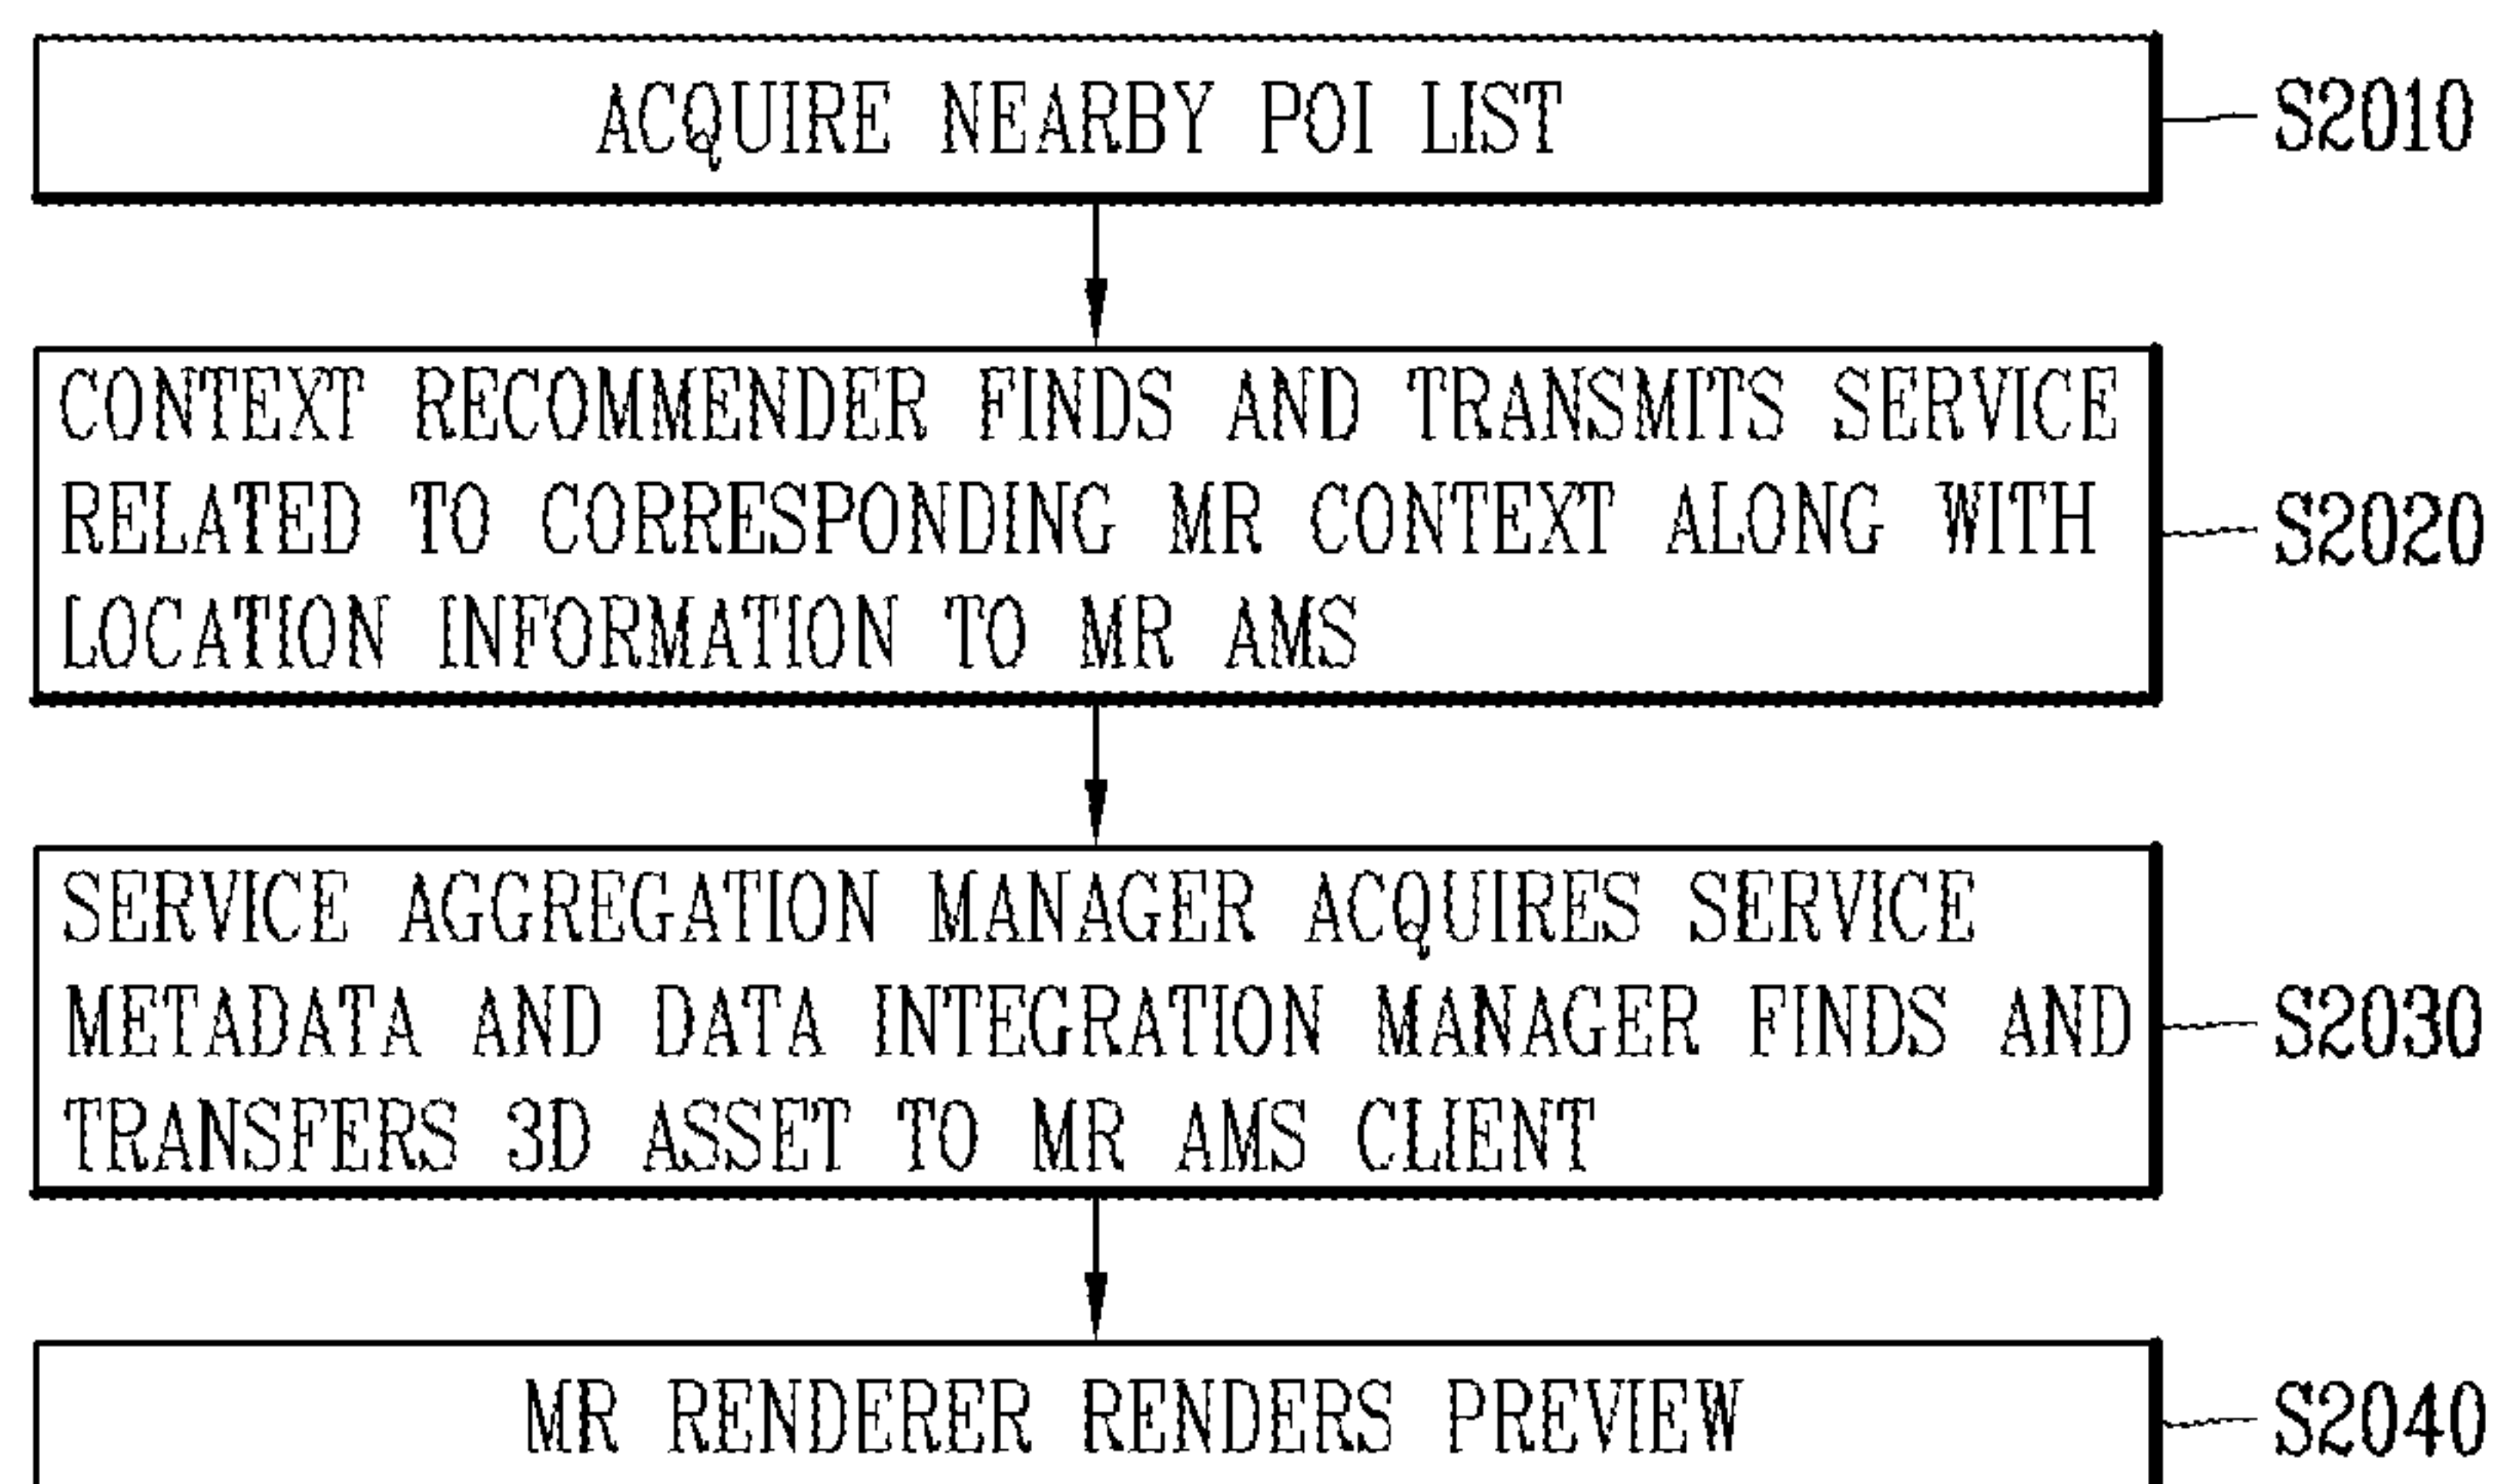 ACQUIRE NEARBY POI LIST
S2010
CONTEXT RECOMMENDER FINDS AND TRANSMITS SERVICE
RELATED TO CORRESPONDING MR CONTEXT ALONG WITH
LOCATION INFORMATION TO MR AMS
S2020
SERVICE AGGREGATION MANAGER ACQUIRES SERVICE
METADATA AND DATA INTEGRATION MANAGER FINDS AND
TRANSFERS 3D ASSET TO MR AMS CLIENT
S2030
MR RENDERER RENDERS PREVIEW
S2040